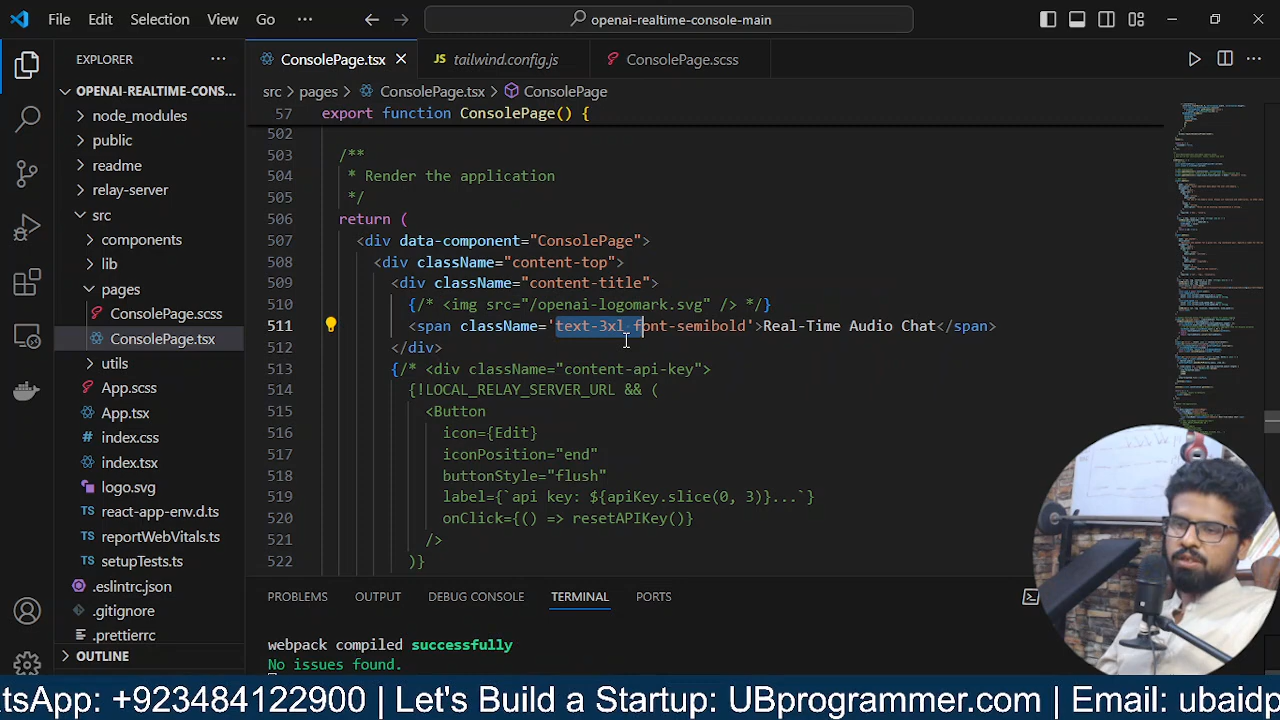 File Edit Selection View Go openai-realtime-console-main
EXPLORER
ConsolePage.tsx tailwind.config.js ConsolePage.scss
OPENAI-REALTIME-CONS...
node_modules
public
readme
relay-server
src
components
lib
pages
ConsolePage.scss
ConsolePage.tsx
utils
App.scss
App.tsx
index.css
index.tsx
logo.svg
react-app-env.d.ts
reportWebVitals.ts
setupTests.ts
.eslintrc.json
.gitignore
.prettierrc
OUTLINE
src > pages > ConsolePage.tsx > ConsolePage
57 export function ConsolePage() {
502
503 /**
504 * Render the application
505 */
506 return (
507 <div data-component="ConsolePage">
508 <div className="content-top">
509 <div className="content-title">
510 {/* <img src="/openai-logomark.svg" /> */}
511 <span className='text-3xl font-semibold'>Real-Time Audio Chat</span>
512 </div>
513 {/* <div className="content-api-key">
514 {!LOCAL_RELAY_SERVER_URL && (
515 <Button
516 icon={Edit}
517 iconPosition="end"
518 buttonStyle="flush"
519 label={`api key: ${apiKey.slice(0, 3)}...`}
520 onClick={() => resetAPIKey()}
521 />
522 )}
PROBLEMS OUTPUT DEBUG CONSOLE TERMINAL PORTS
webpack compiled successfully
No issues found.
tsApp: +923484122900 | Let's Build a Startup: UBprogrammer.com | Email: ubaidp